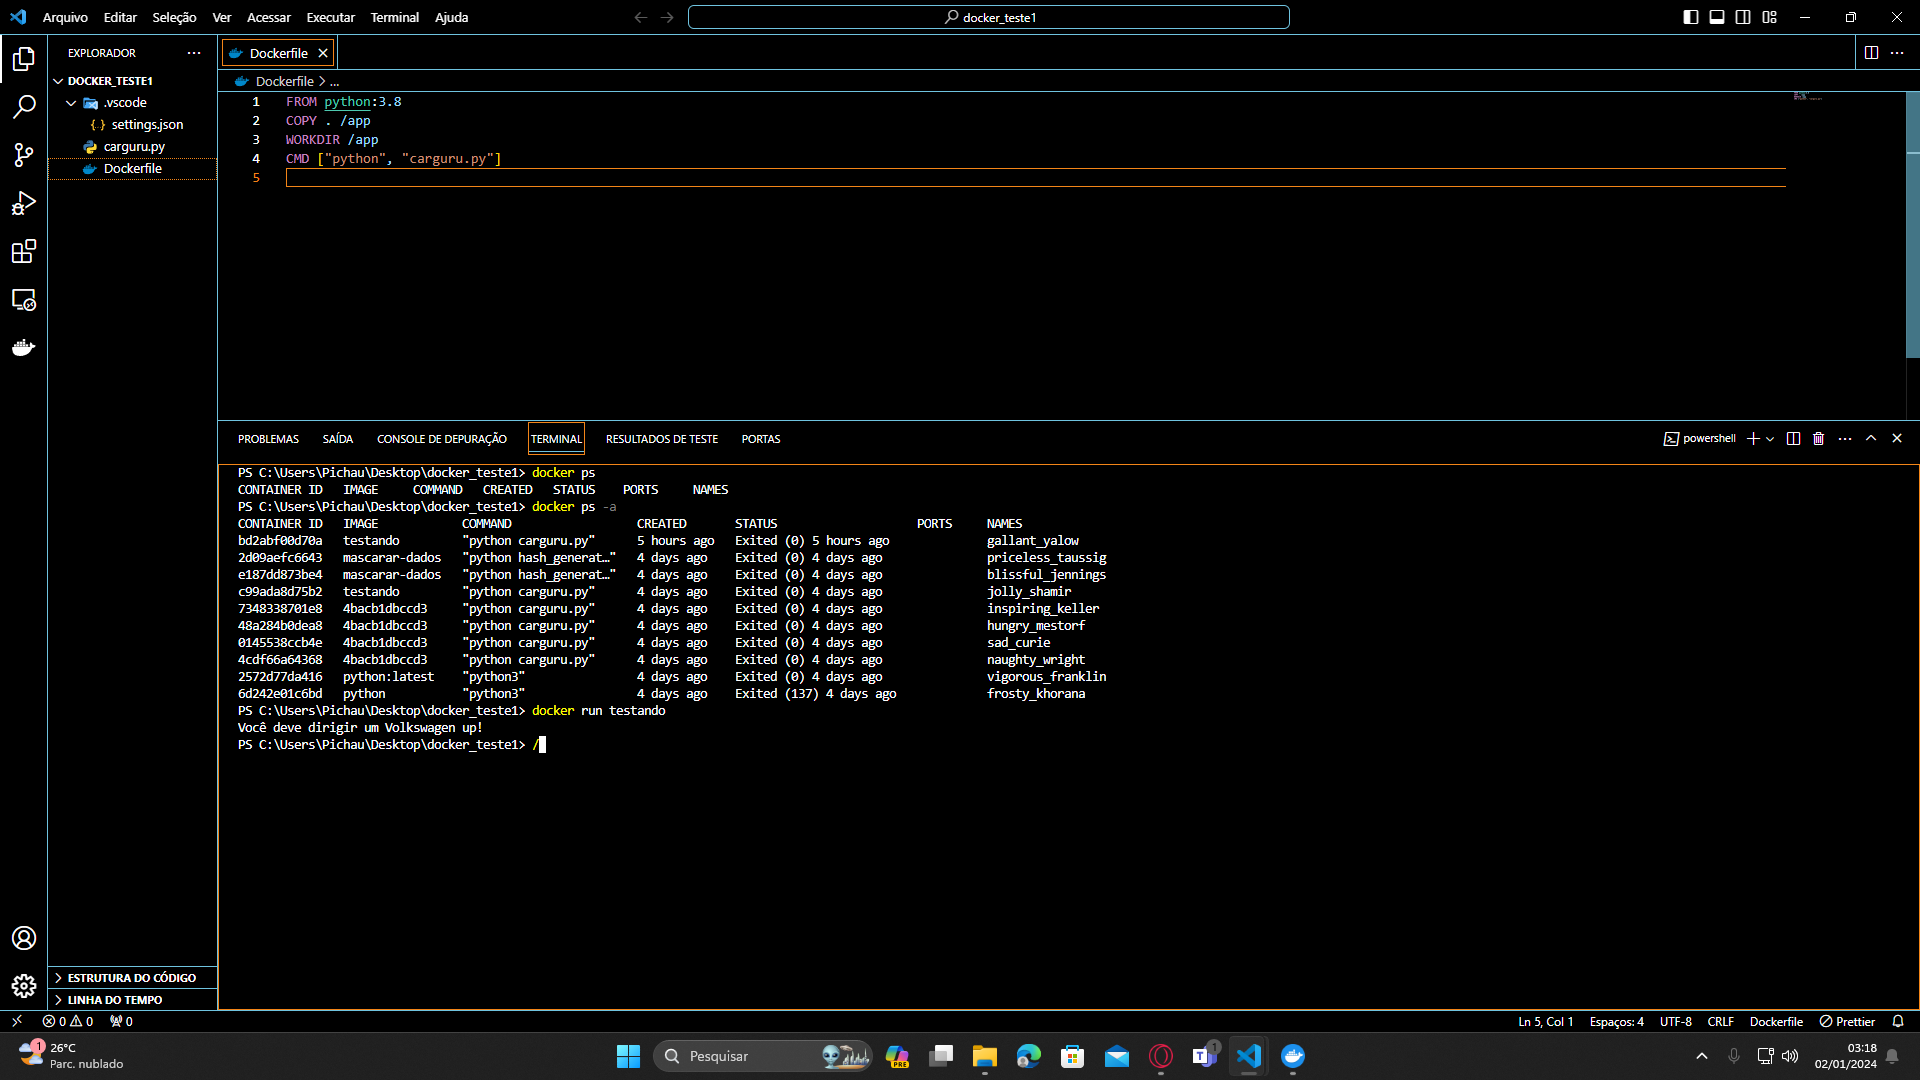 Arquivo Editar Seleção Ver Acessar Executar Terminal Ajuda
docker_teste1
EXPLORADOR
DOCKER_TESTE1
.vscode
settings.json
carguru.py
Dockerfile
ESTRUTURA DO CÓDIGO
LINHA DO TEMPO
Dockerfile
Dockerfile > ...
1 FROM python:3.8
2 COPY . /app
3 WORKDIR /app
4 CMD ["python", "carguru.py"]
5
PROBLEMAS SAÍDA CONSOLE DE DEPURAÇÃO TERMINAL RESULTADOS DE TESTE PORTAS
powershell
PS C:\Users\Pichau\Desktop\docker_teste1> docker ps
CONTAINER ID IMAGE COMMAND CREATED STATUS PORTS NAMES
PS C:\Users\Pichau\Desktop\docker_teste1> docker ps -a
CONTAINER ID IMAGE COMMAND CREATED STATUS PORTS NAMES
bd2abf00d70a testando "python carguru.py" 5 hours ago Exited (0) 5 hours ago gallant_yalow
2d09aefc6643 mascarar-dados "python hash_generat…" 4 days ago Exited (0) 4 days ago priceless_taussig
e187dd873be4 mascarar-dados "python hash_generat…" 4 days ago Exited (0) 4 days ago blissful_jennings
c99ada8d75b2 testando "python carguru.py" 4 days ago Exited (0) 4 days ago jolly_shamir
7348338701e8 4bacb1dbccd3 "python carguru.py" 4 days ago Exited (0) 4 days ago inspiring_keller
48a284b0dea8 4bacb1dbccd3 "python carguru.py" 4 days ago Exited (0) 4 days ago hungry_mestorf
0145538ccb4e 4bacb1dbccd3 "python carguru.py" 4 days ago Exited (0) 4 days ago sad_curie
4cdf66a64368 4bacb1dbccd3 "python carguru.py" 4 days ago Exited (0) 4 days ago naughty_wright
2572d77da416 python:latest "python3" 4 days ago Exited (0) 4 days ago vigorous_franklin
6d242e01c6bd python "python3" 4 days ago Exited (137) 4 days ago frosty_khorana
PS C:\Users\Pichau\Desktop\docker_teste1> docker run testando
Você deve dirigir um Volkswagen up!
PS C:\Users\Pichau\Desktop\docker_teste1> /
0 0 0
Ln 5, Col 1 Espaços: 4 UTF-8 CRLF Dockerfile Prettier
1
26°C
Parc. nublado
Pesquisar
PRE
1
03:18
02/01/2024